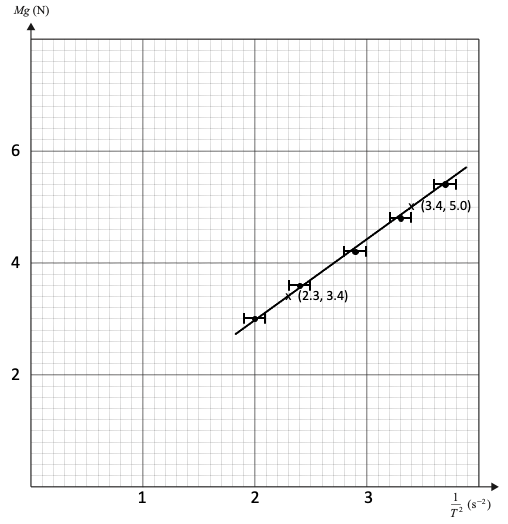 Mg (N)
6
(3.4, 5.0)
4
(2.3, 3.4)
2
1 2 3
1/T² (s⁻²)